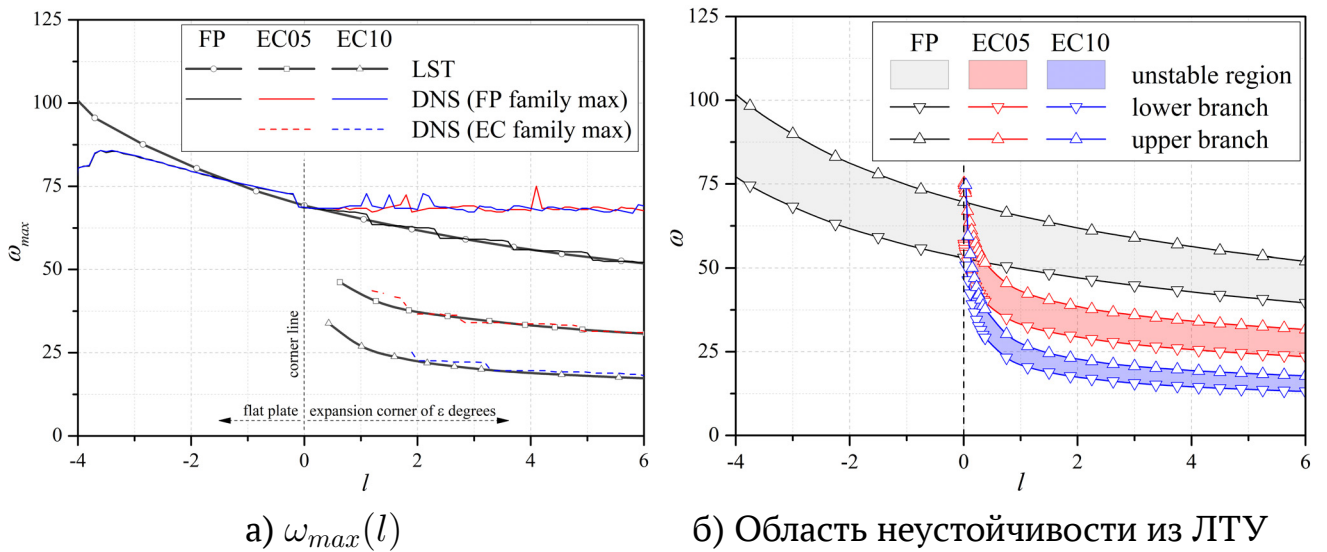 FP EC05 EC10
LST
DNS (FP family max)
DNS (EC family max)
125
100
75
50
25
0
ω_max
corner line
flat plate
expansion corner of ε degrees
-4 -2 0 2 4 6
l
а) ω_max(l)
FP EC05 EC10
unstable region
lower branch
upper branch
125
100
75
50
25
0
ω
-4 -2 0 2 4 6
l
б) Область неустойчивости из ЛТУ